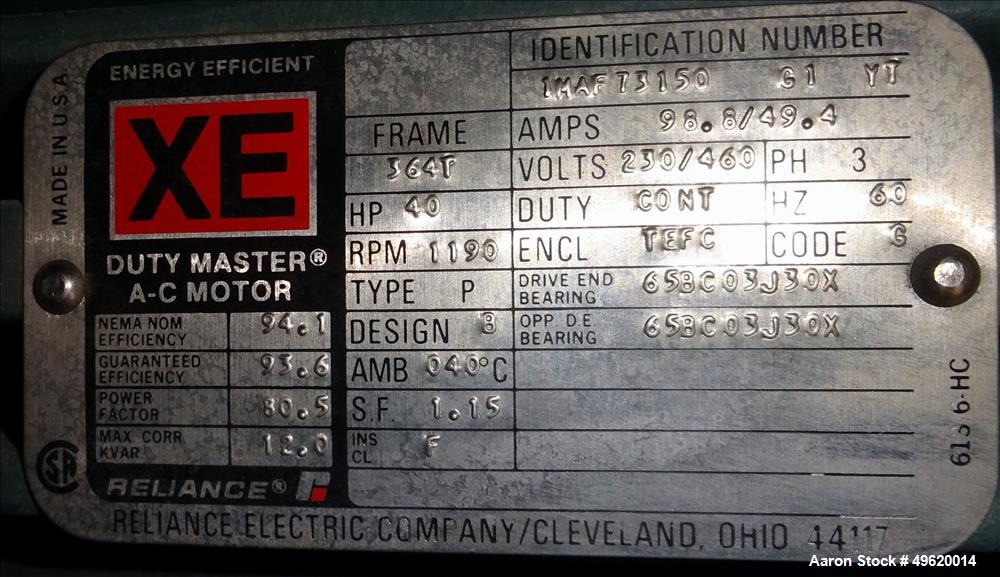 MADE IN U.S.A
ENERGY EFFICIENT
XE
DUTY MASTER®
A-C MOTOR
NEMA NOM EFFICIENCY 94.1
GUARANTEED EFFICIENCY 93.6
POWER FACTOR 80.5
MAX. CORR. KVAR. 12.0
RELIANCE®
IDENTIFICATION NUMBER
1MAF73150 G1 YT
FRAME
364T
AMPS 98.8/49.4
VOLTS 230/460 PH 3
HP 40 DUTY CONT HZ 60
RPM 1190 ENCL TEFC CODE G
TYPE P DRIVE END BEARING 65BC03J30X
DESIGN B OPP. D.E. BEARING 65BC03J30X
AMB 040°C
S.F. 1.15
INS CL F
6136-HC
SA
RELIANCE ELECTRIC COMPANY/CLEVELAND, OHIO 44117
Aaron Stock # 49620014